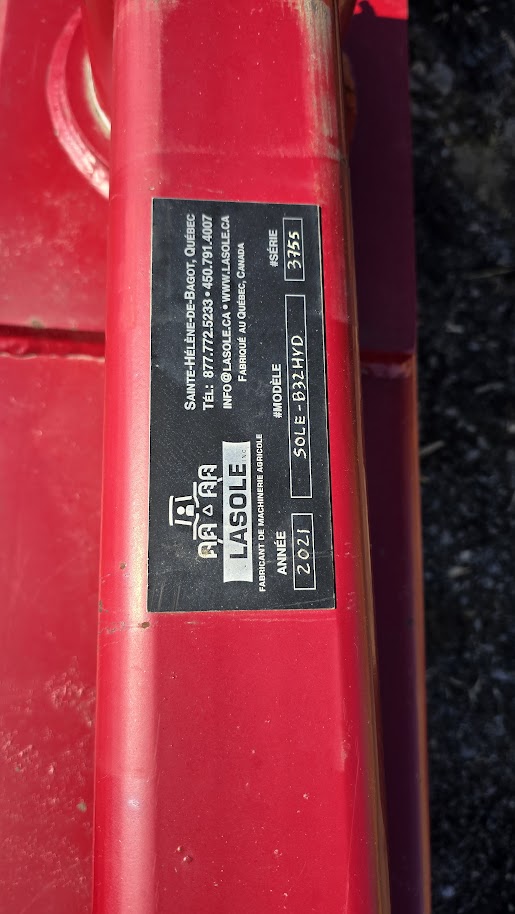 LASOLE INC
FABRICANT DE MACHINERIE AGRICOLE
SAINTE-HÉLÈNE-DE-BAGOT, QUÉBEC
TÉL: 877.772.5233 • 450.791.4007
INFO@LASOLE.CA • WWW.LASOLE.CA
FABRIQUÉ AU QUÉBEC, CANADA
ANNÉE #MODÈLE #SÉRIE
2021 SOLE-B32HYD 3755